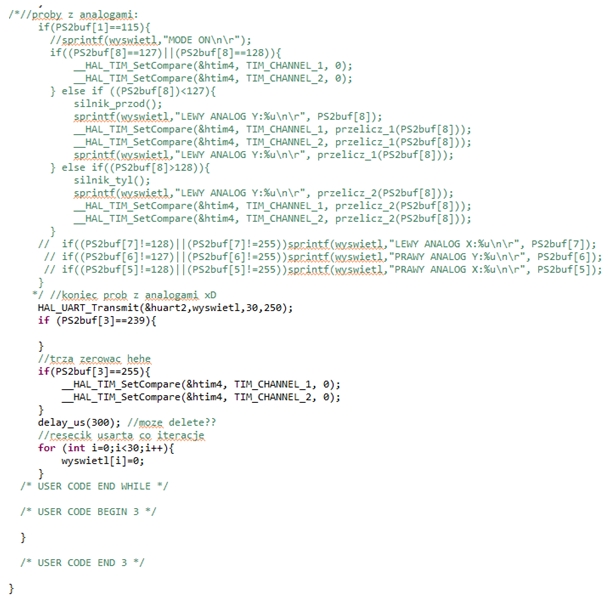 /*//proby z analogami:
if(PS2buf[1]==115){
//sprintf(wyswietl,"MODE ON\n\r");
if((PS2buf[8]==127)||(PS2buf[8]==128)){
__HAL_TIM_SetCompare(&htim4, TIM_CHANNEL_1, 0);
__HAL_TIM_SetCompare(&htim4, TIM_CHANNEL_2, 0);
} else if ((PS2buf[8])<127){
silnik_przod();
sprintf(wyswietl,"LEWY ANALOG Y:%u\n\r", PS2buf[8]);
__HAL_TIM_SetCompare(&htim4, TIM_CHANNEL_1, przelicz_1(PS2buf[8]));
__HAL_TIM_SetCompare(&htim4, TIM_CHANNEL_2, przelicz_1(PS2buf[8]));
sprintf(wyswietl,"LEWY ANALOG Y:%u\n\r", przelicz_1(PS2buf[8]));
} else if((PS2buf[8]>128)){
silnik_tyl();
sprintf(wyswietl,"LEWY ANALOG Y:%u\n\r", przelicz_2(PS2buf[8]));
__HAL_TIM_SetCompare(&htim4, TIM_CHANNEL_1, przelicz_2(PS2buf[8]));
__HAL_TIM_SetCompare(&htim4, TIM_CHANNEL_2, przelicz_2(PS2buf[8]));
}
// if((PS2buf[7]!=128)||(PS2buf[7]!=255))sprintf(wyswietl,"LEWY ANALOG X:%u\n\r", PS2buf[7]);
// if((PS2buf[6]!=127)||(PS2buf[6]!=255))sprintf(wyswietl,"PRAWY ANALOG Y:%u\n\r", PS2buf[6]);
// if((PS2buf[5]!=128)||(PS2buf[5]!=255))sprintf(wyswietl,"PRAWY ANALOG X:%u\n\r", PS2buf[5]);
}
*/ //koniec prob z analogami xD
HAL_UART_Transmit(&huart2,wyswietl,30,250);
if (PS2buf[3]==239){
}
//trza zerowac hehe
if(PS2buf[3]==255){
__HAL_TIM_SetCompare(&htim4, TIM_CHANNEL_1, 0);
__HAL_TIM_SetCompare(&htim4, TIM_CHANNEL_2, 0);
}
delay_us(300); //moze delete??
//resecik usarta co iteracje
for (int i=0;i<30;i++){
wyswietl[i]=0;
}
/* USER CODE END WHILE */
/* USER CODE BEGIN 3 */
}
/* USER CODE END 3 */
}